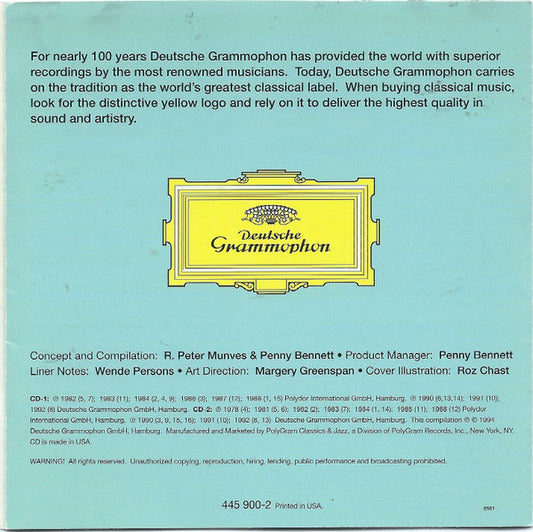 For nearly 100 years Deutsche Grammophon has provided the world with superior
recordings by the most renowned musicians. Today, Deutsche Grammophon carries
on the tradition as the world's greatest classical label. When buying classical music,
look for the distinctive yellow logo and rely on it to deliver the highest quality in
sound and artistry.
Deutsche
Grammophon
Concept and Compilation: R. Peter Munves & Penny Bennett • Product Manager: Penny Bennett
Liner Notes: Wende Persons • Art Direction: Margery Greenspan • Cover Illustration: Roz Chast
CD-1: ℗ 1982 (5, 7); 1983 (11); 1984 (2, 4, 9); 1986 (3); 1987 (12); 1988 (1, 15) Polydor International GmbH, Hamburg. ℗ 1990 (6,13,14); 1991 (10);
1992 (8) Deutsche Grammophon GmbH, Hamburg. CD-2: ℗ 1978 (4); 1981 (5, 6); 1982 (2); 1983 (7); 1984 (1, 14); 1985 (11); 1988 (12) Polydor
International GmbH, Hamburg. ℗ 1990 (3, 9, 15, 16); 1991 (10); 1992 (8, 13) Deutsche Grammophon GmbH, Hamburg. This compilation ℗ © 1994
Deutsche Grammophon GmbH, Hamburg. Manufactured and Marketed by PolyGram Classics & Jazz, a Division of PolyGram Records, Inc., New York, NY.
CD is made in USA.
WARNING! All rights reserved. Unauthorized copying, reproduction, hiring, lending, public performance and broadcasting prohibited.
445 900-2 Printed in USA.
0581